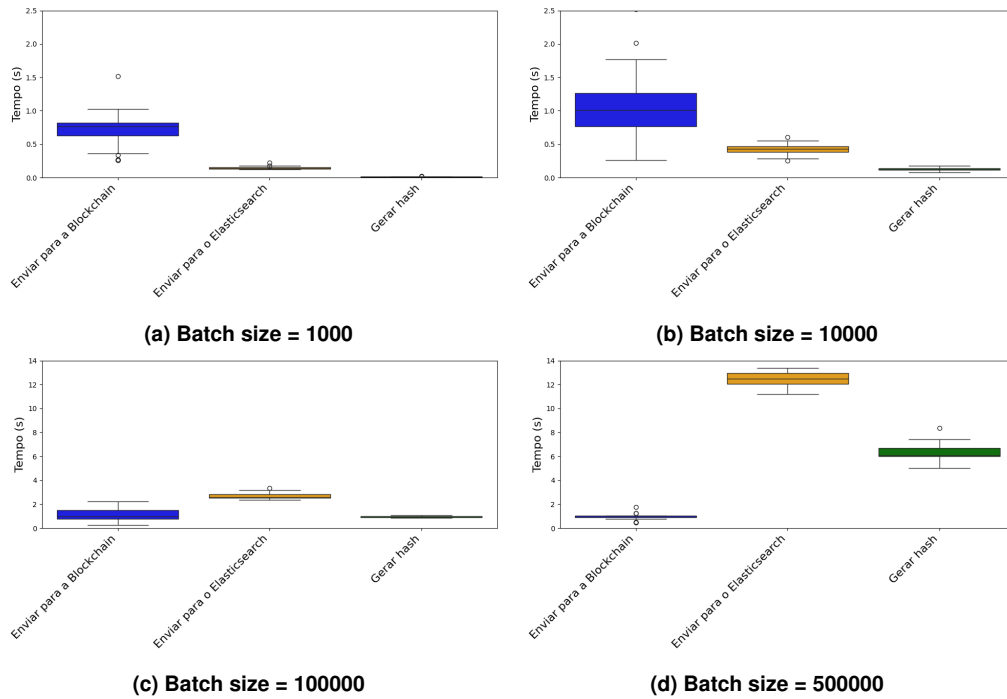 2.5
2.0
1.5
1.0
0.5
0.0
Tempo (s)
Enviar para a Blockchain
Enviar para o Elasticsearch
Gerar hash
(a) Batch size = 1000
2.5
2.0
1.5
1.0
0.5
0.0
Tempo (s)
Enviar para a Blockchain
Enviar para o Elasticsearch
Gerar hash
(b) Batch size = 10000
14
12
10
8
6
4
2
0
Tempo (s)
Enviar para a Blockchain
Enviar para o Elasticsearch
Gerar hash
(c) Batch size = 100000
14
12
10
8
6
4
2
0
Tempo (s)
Enviar para a Blockchain
Enviar para o Elasticsearch
Gerar hash
(d) Batch size = 500000